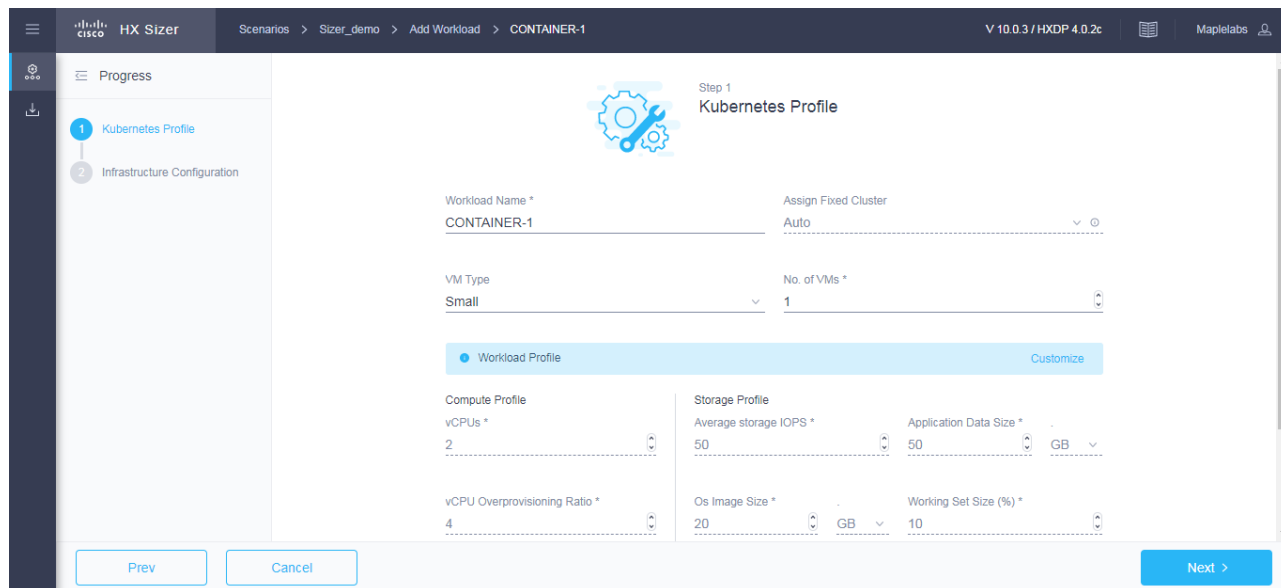 cisco HX Sizer Scenarios > Sizer_demo > Add Workload > CONTAINER-1 V 10.0.3 / HXDP 4.0.2c Maplelabs
Progress
1 Kubernetes Profile
2 Infrastructure Configuration
Step 1
Kubernetes Profile
Workload Name * Assign Fixed Cluster
CONTAINER-1 Auto
VM Type No. of VMs *
Small 1
Workload Profile Customize
Compute Profile Storage Profile
vCPUs * Average storage IOPS * Application Data Size * .
2 50 50 GB
vCPU Overprovisioning Ratio * Os Image Size * . Working Set Size (%) *
4 20 GB 10
Prev Cancel Next >